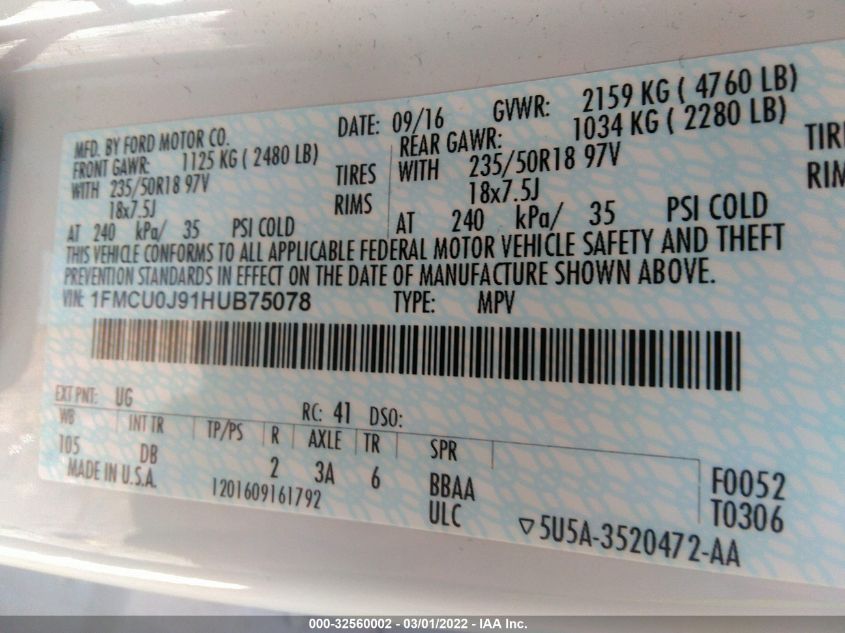 MFD. BY FORD MOTOR CO. DATE: 09/16 GVWR: 2159 KG ( 4760 LB)
FRONT GAWR: 1125 KG ( 2480 LB) REAR GAWR: 1034 KG ( 2280 LB)
WITH 235/50R18 97V TIRES WITH 235/50R18 97V TIRE
18x7.5J RIMS 18x7.5J RIM
AT 240 kPa/ 35 PSI COLD AT 240 kPa/ 35 PSI COLD
THIS VEHICLE CONFORMS TO ALL APPLICABLE FEDERAL MOTOR VEHICLE SAFETY AND THEFT
PREVENTION STANDARDS IN EFFECT ON THE DATE OF MANUFACTURE SHOWN ABOVE.
VIN: 1FMCU0J91HUB75078 TYPE: MPV
EXT PNT: UG RC: 41 DSO:
WB INT TR TP/PS R AXLE TR SPR
105 DB 2 3A 6 BBAA F0052
MADE IN U.S.A. 1201609161792 ULC T0306
▽5U5A-3520472-AA
000-32560002 - 03/01/2022 - IAA Inc.